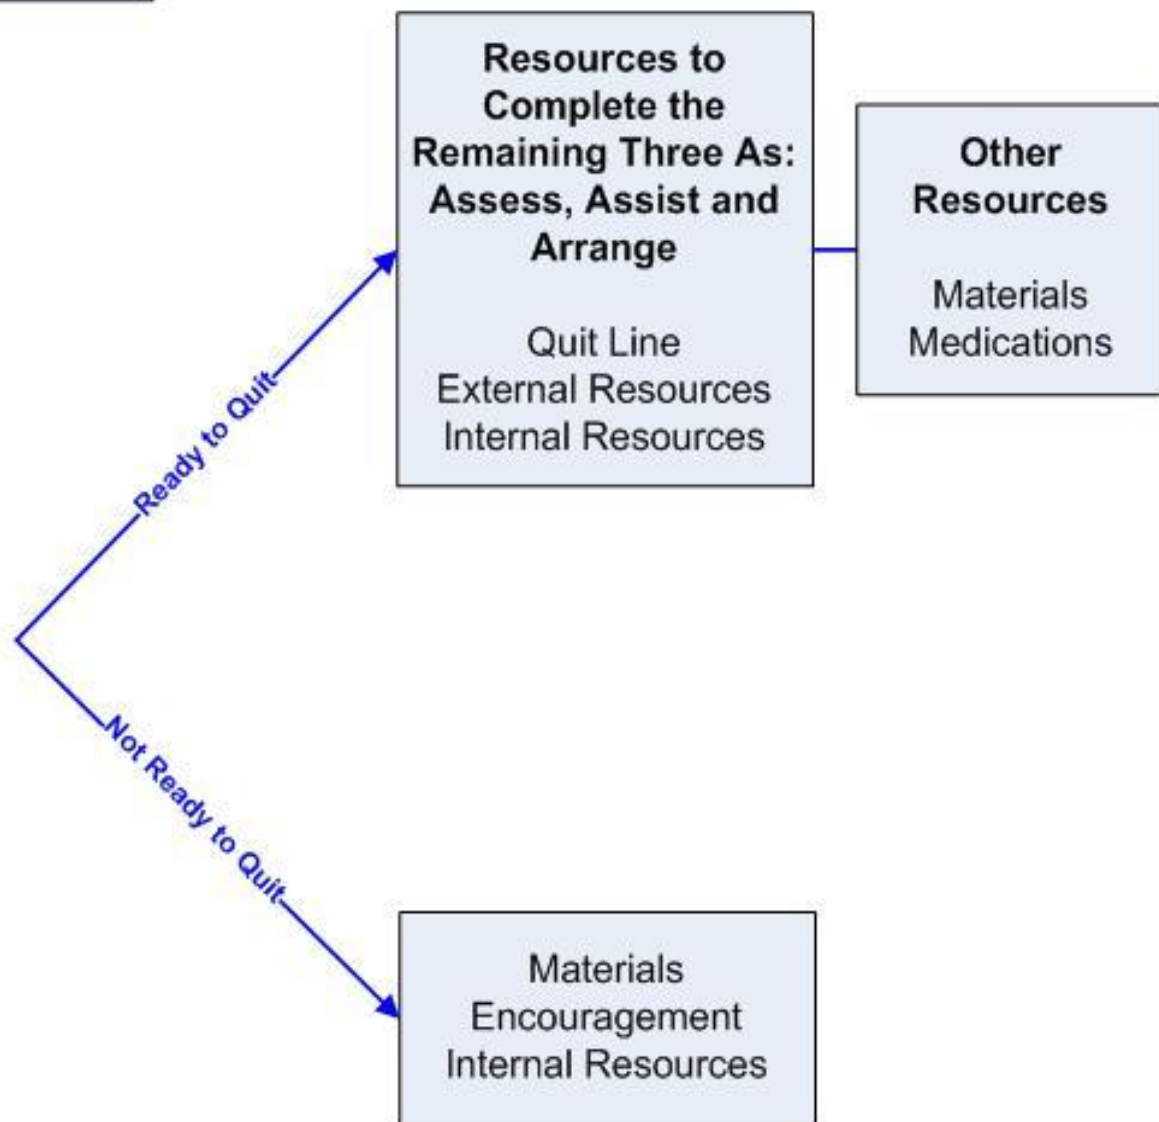 Resources to
Complete the
Remaining Three As:
Assess, Assist and
Arrange
Quit Line
External Resources
Internal Resources
Other
Resources
Materials
Medications
Ready to Quit
Not Ready to Quit
Materials
Encouragement
Internal Resources